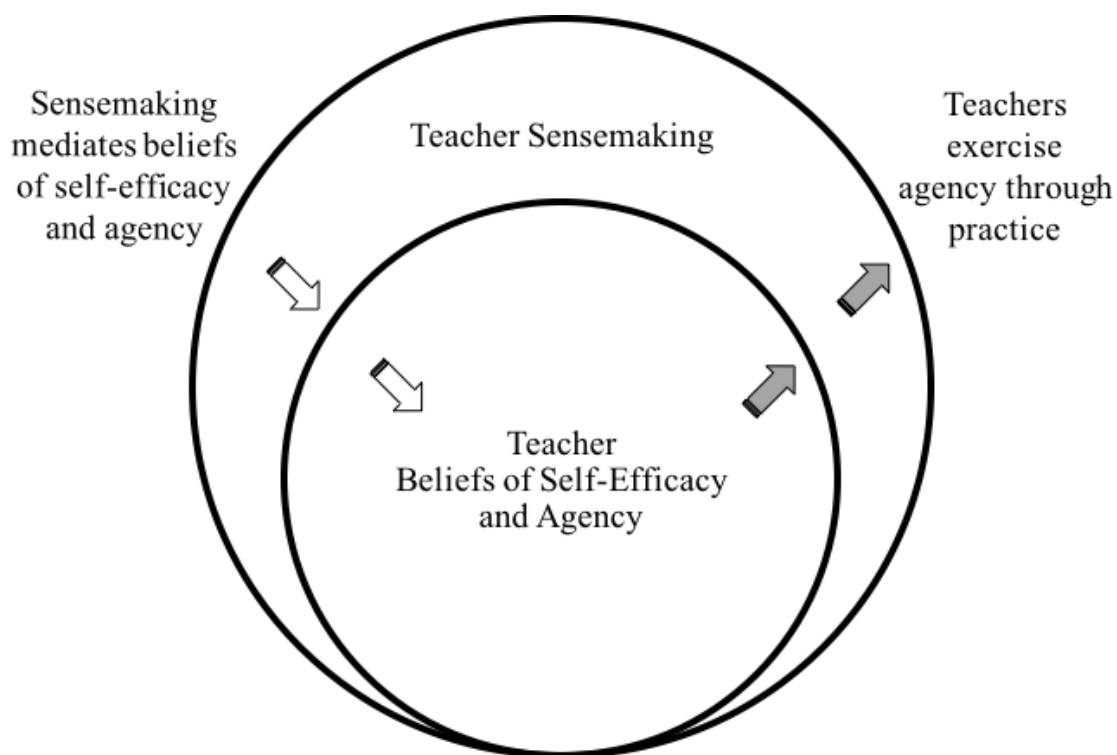 Sensemaking
mediates beliefs
of self-efficacy
and agency
Teacher Sensemaking
Teachers
exercise
agency through
practice
Teacher
Beliefs of Self-Efficacy
and Agency